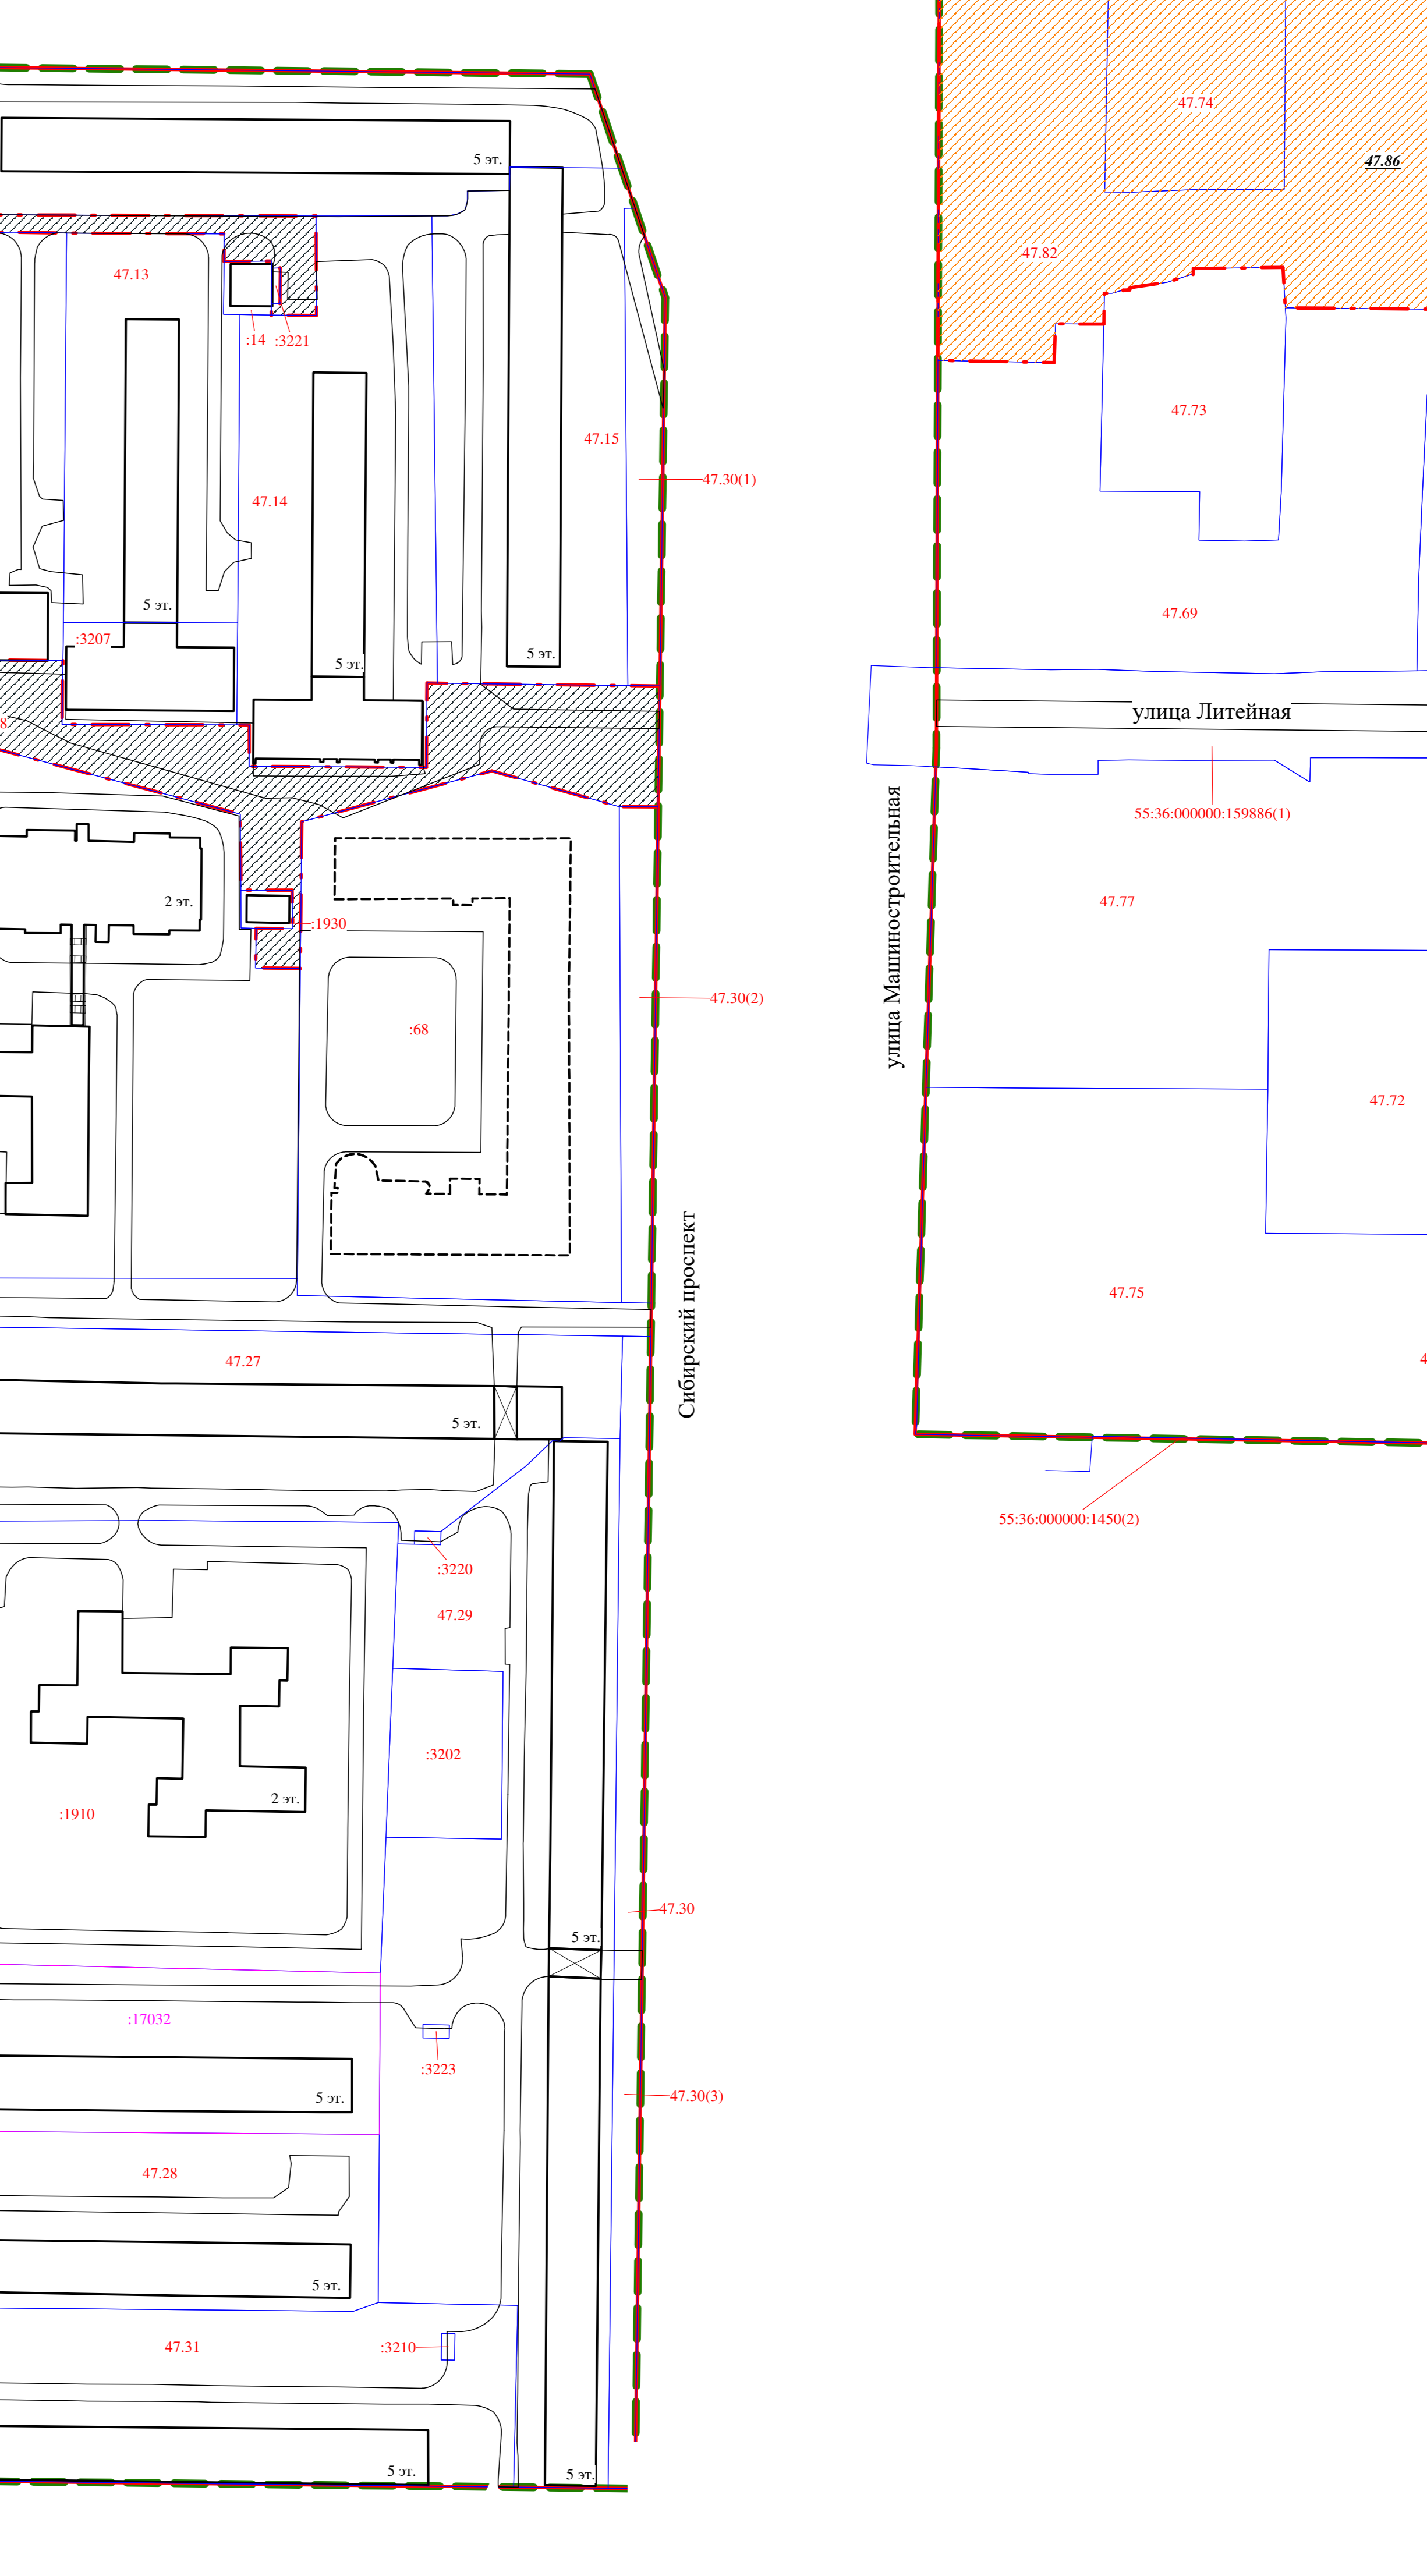 47.74
5 эт.
47.86
47.82
47.13
:14
:3221
47.73
47.15
47.30(1)
47.14
5 эт.
47.69
:3207
5 эт.
5 эт.
улица Литейная
8
55:36:000000:159886(1)
2 эт.
47.77
:1930
улица Машиностроительная
47.30(2)
:68
47.72
47.75
Сибирский проспект
47.27
4
5 эт.
55:36:000000:1450(2)
:3220
47.29
:3202
2 эт.
:1910
47.30
5 эт.
:17032
:3223
47.30(3)
5 эт.
47.28
5 эт.
47.31
:3210
5 эт.
5 эт.